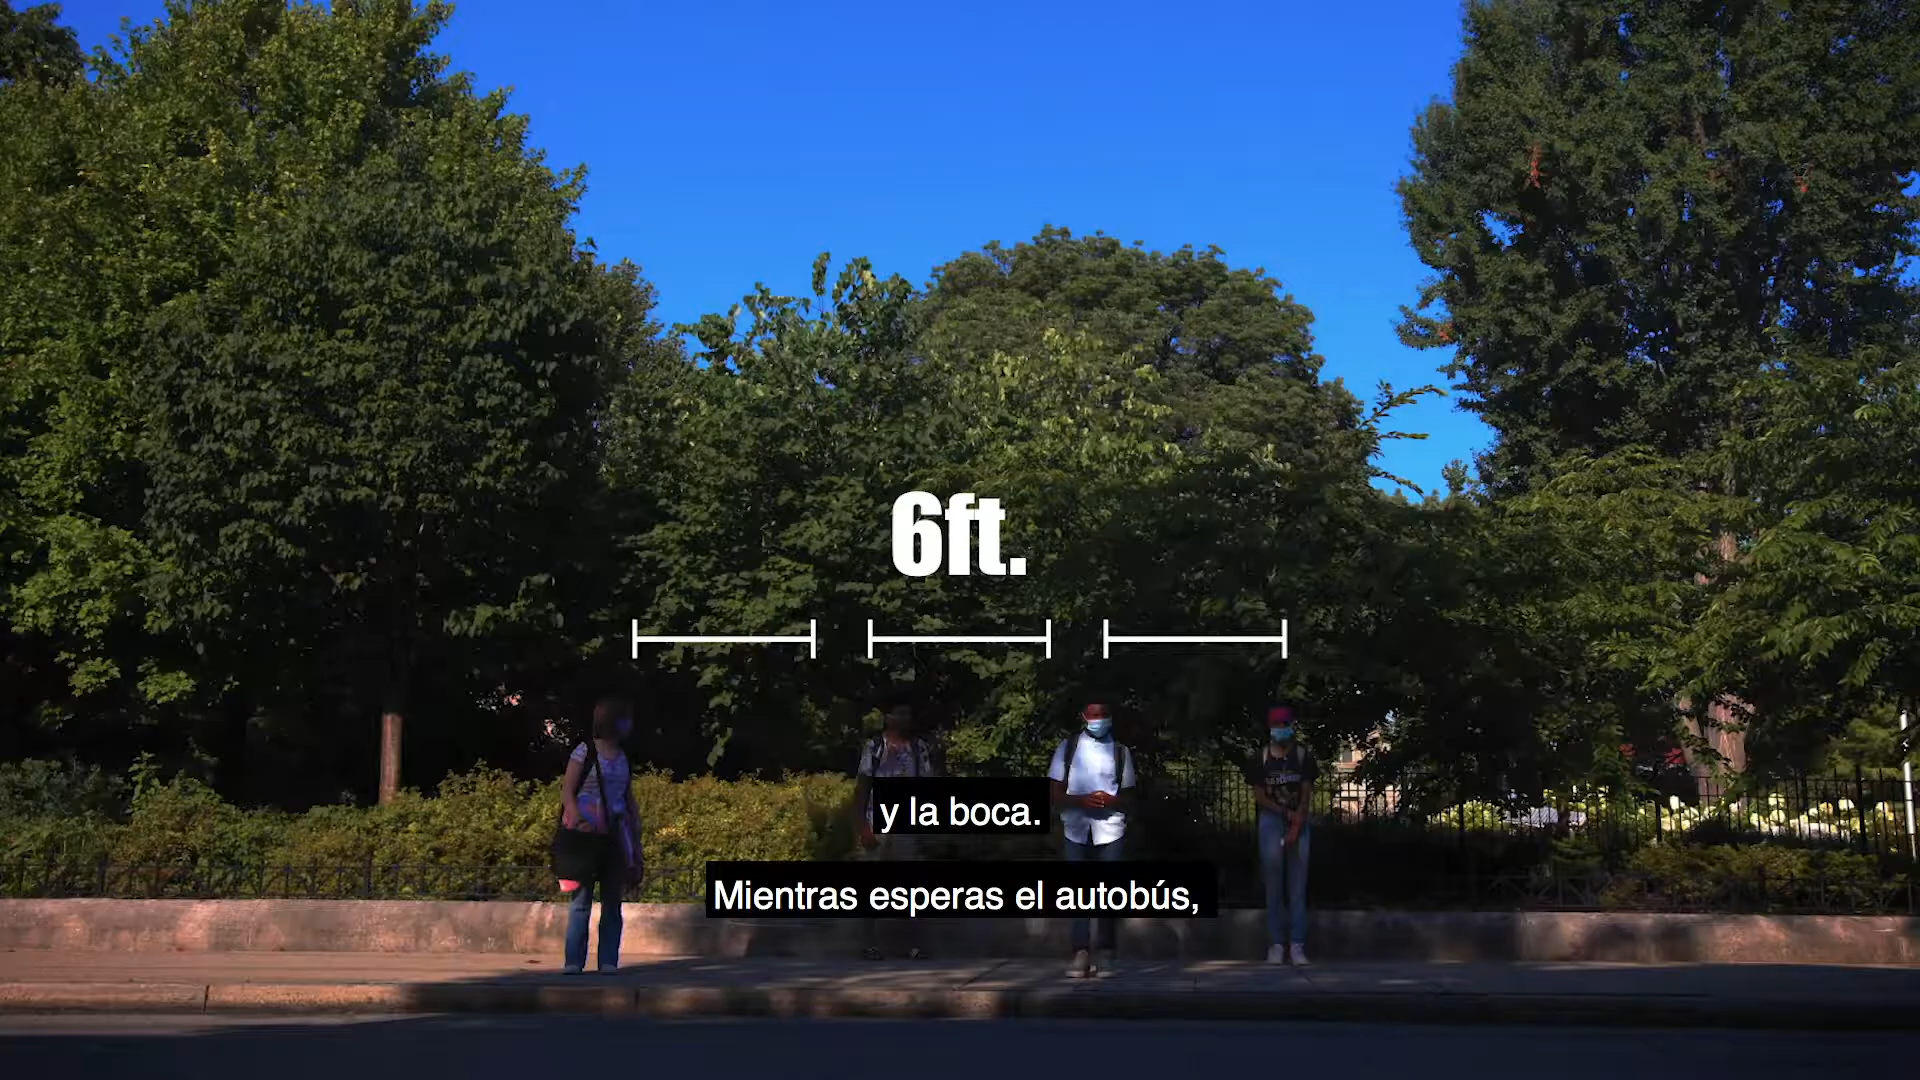 6ft.
y la boca.
Mientras esperas el autobús,